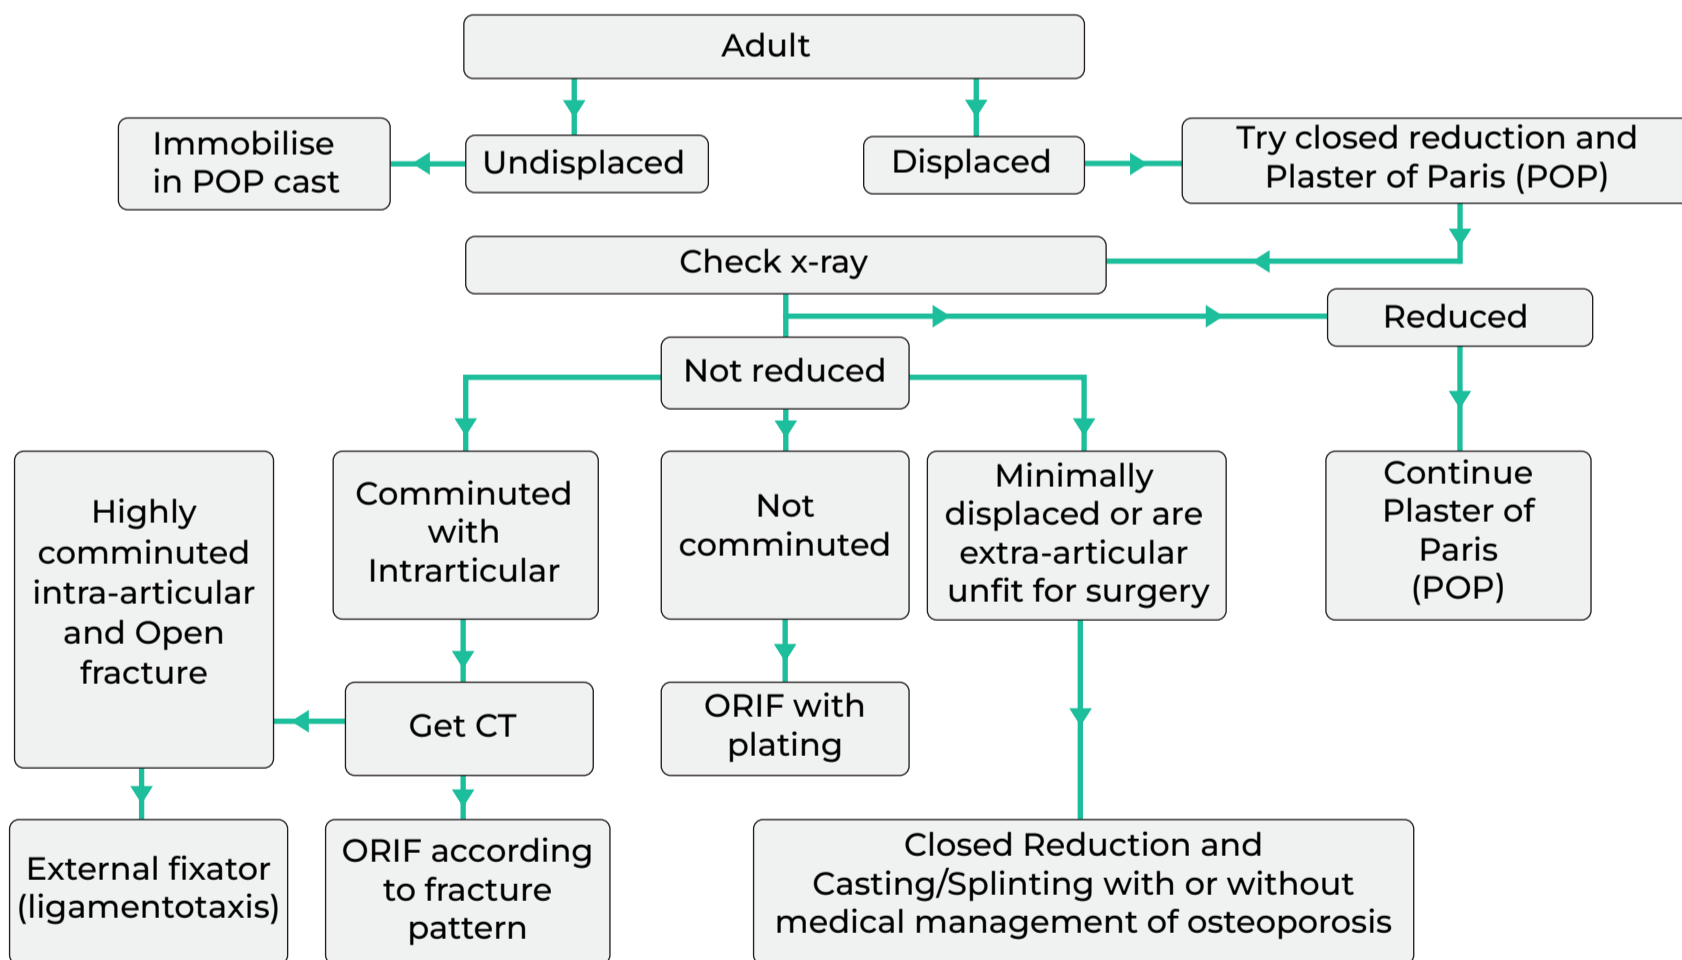 Adult
Immobilise
in POP cast
Undisplaced
Displaced
Try closed reduction and
Plaster of Paris (POP)
Check x-ray
Reduced
Not reduced
Highly
comminuted
intra-articular
and Open
fracture
Comminuted
with
Intrarticular
Not
comminuted
Minimally
displaced or are
extra-articular
unfit for surgery
Continue
Plaster of
Paris
(POP)
Get CT
ORIF with
plating
External fixator
(ligamentotaxis)
ORIF according
to fracture
pattern
Closed Reduction and
Casting/Splinting with or without
medical management of osteoporosis